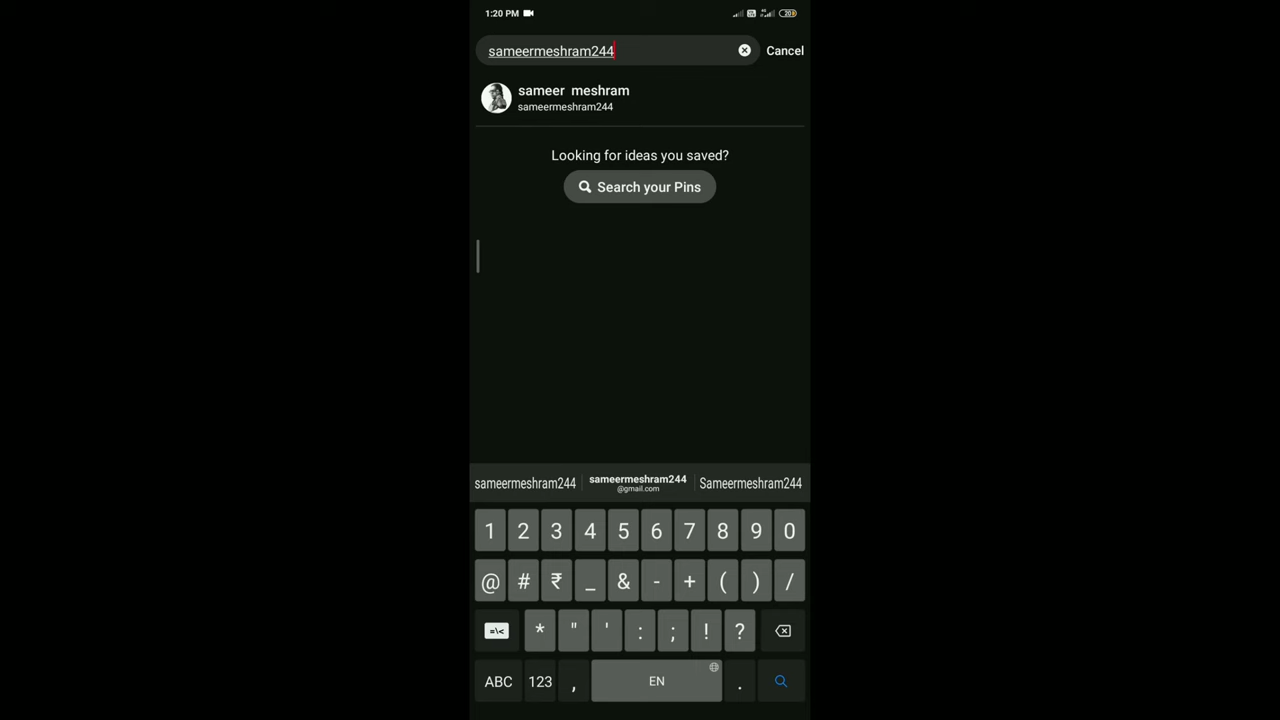 1:20 PM
20
sameermeshram244
Cancel
sameer meshram
sameermeshram244
Looking for ideas you saved?
Search your Pins
sameermeshram244 sameermeshram244 Sameermeshram244
@gmail.com
1 2 3 4 5 6 7 8 9 0
@ # ₹ _ & - + ( ) /
=\< * " ' : ; ! ?
ABC 123 , EN .